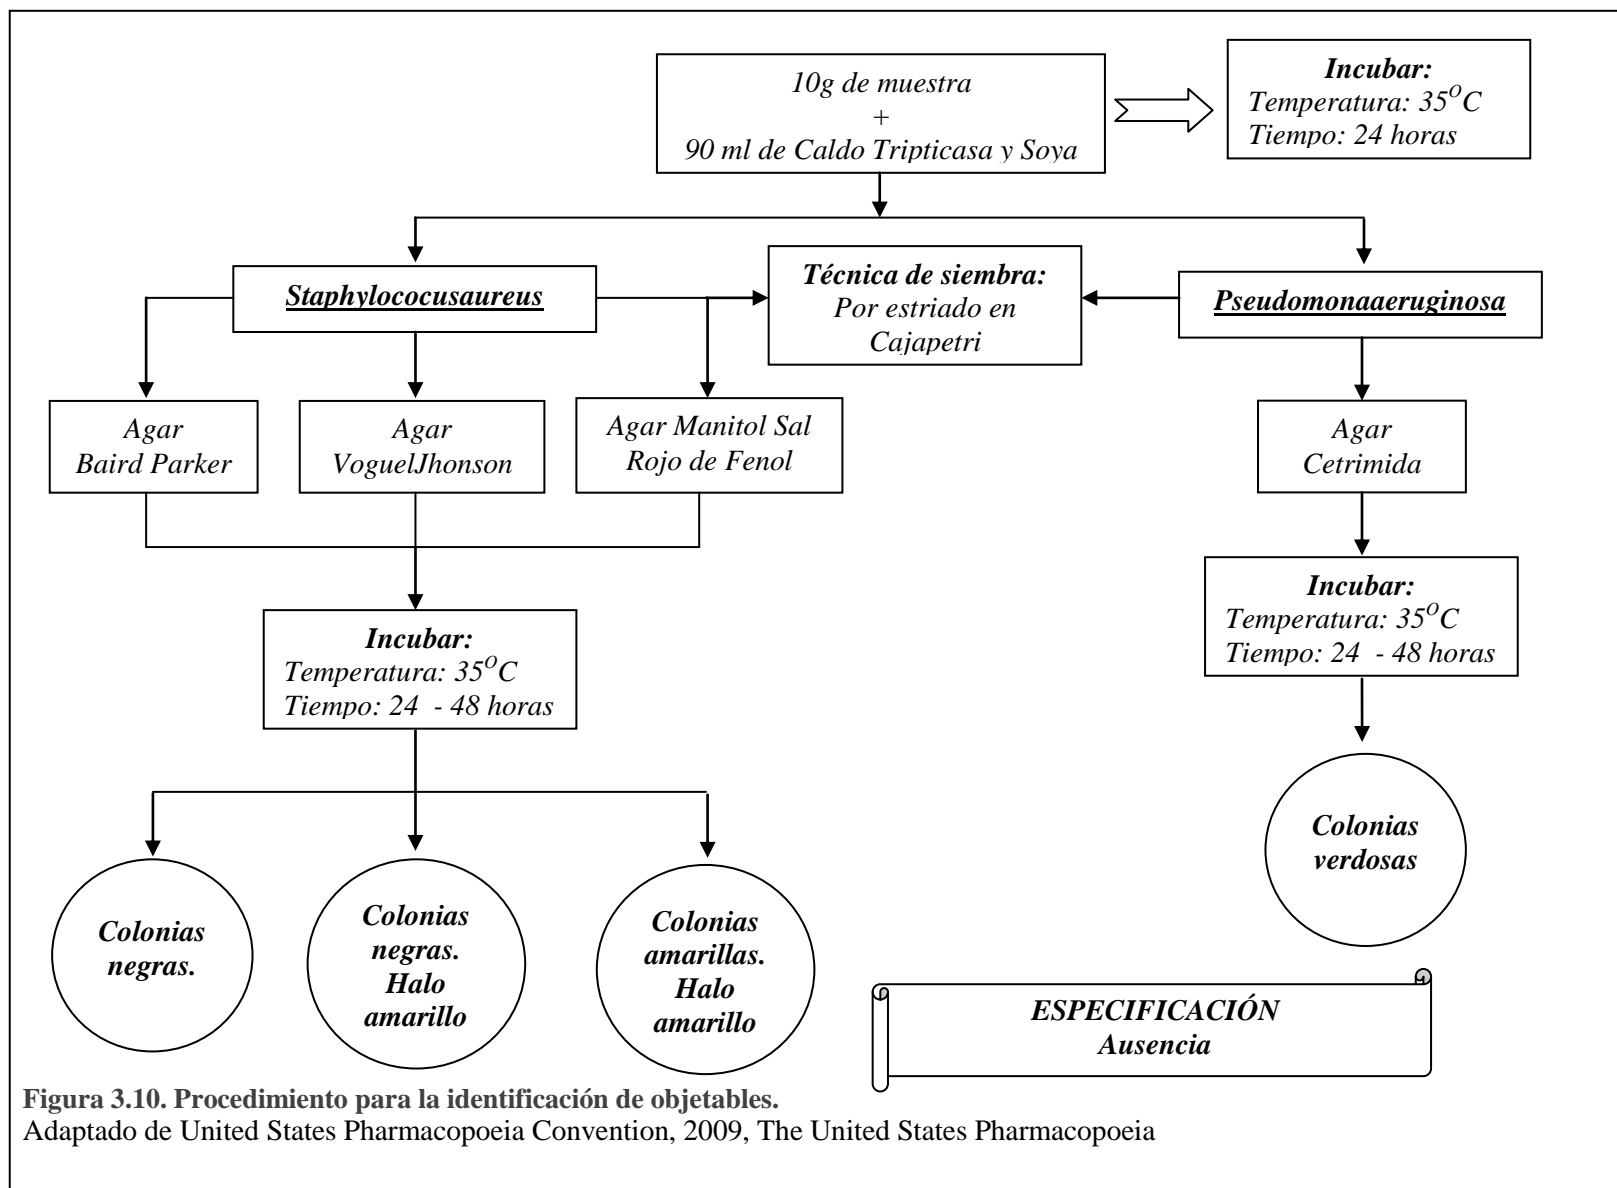 10g de muestra
+
90 ml de Caldo Tripticasa y Soya
Incubar:
Temperatura: 35°C
Tiempo: 24 horas
Staphylococusaureus
Técnica de siembra:
Por estriado en
Cajapetri
Pseudomonaaeruginosa
Agar
Baird Parker
Agar
VoguelJhonson
Agar Manitol Sal
Rojo de Fenol
Agar
Cetrimida
Incubar:
Temperatura: 35°C
Tiempo: 24 - 48 horas
Incubar:
Temperatura: 35°C
Tiempo: 24 - 48 horas
Colonias
negras.
Colonias
negras.
Halo
amarillo
Colonias
amarillas.
Halo
amarillo
Colonias
verdosas
ESPECIFICACIÓN
Ausencia
Figura 3.10. Procedimiento para la identificación de objetables.
Adaptado de United States Pharmacopoeia Convention, 2009, The United States Pharmacopoeia